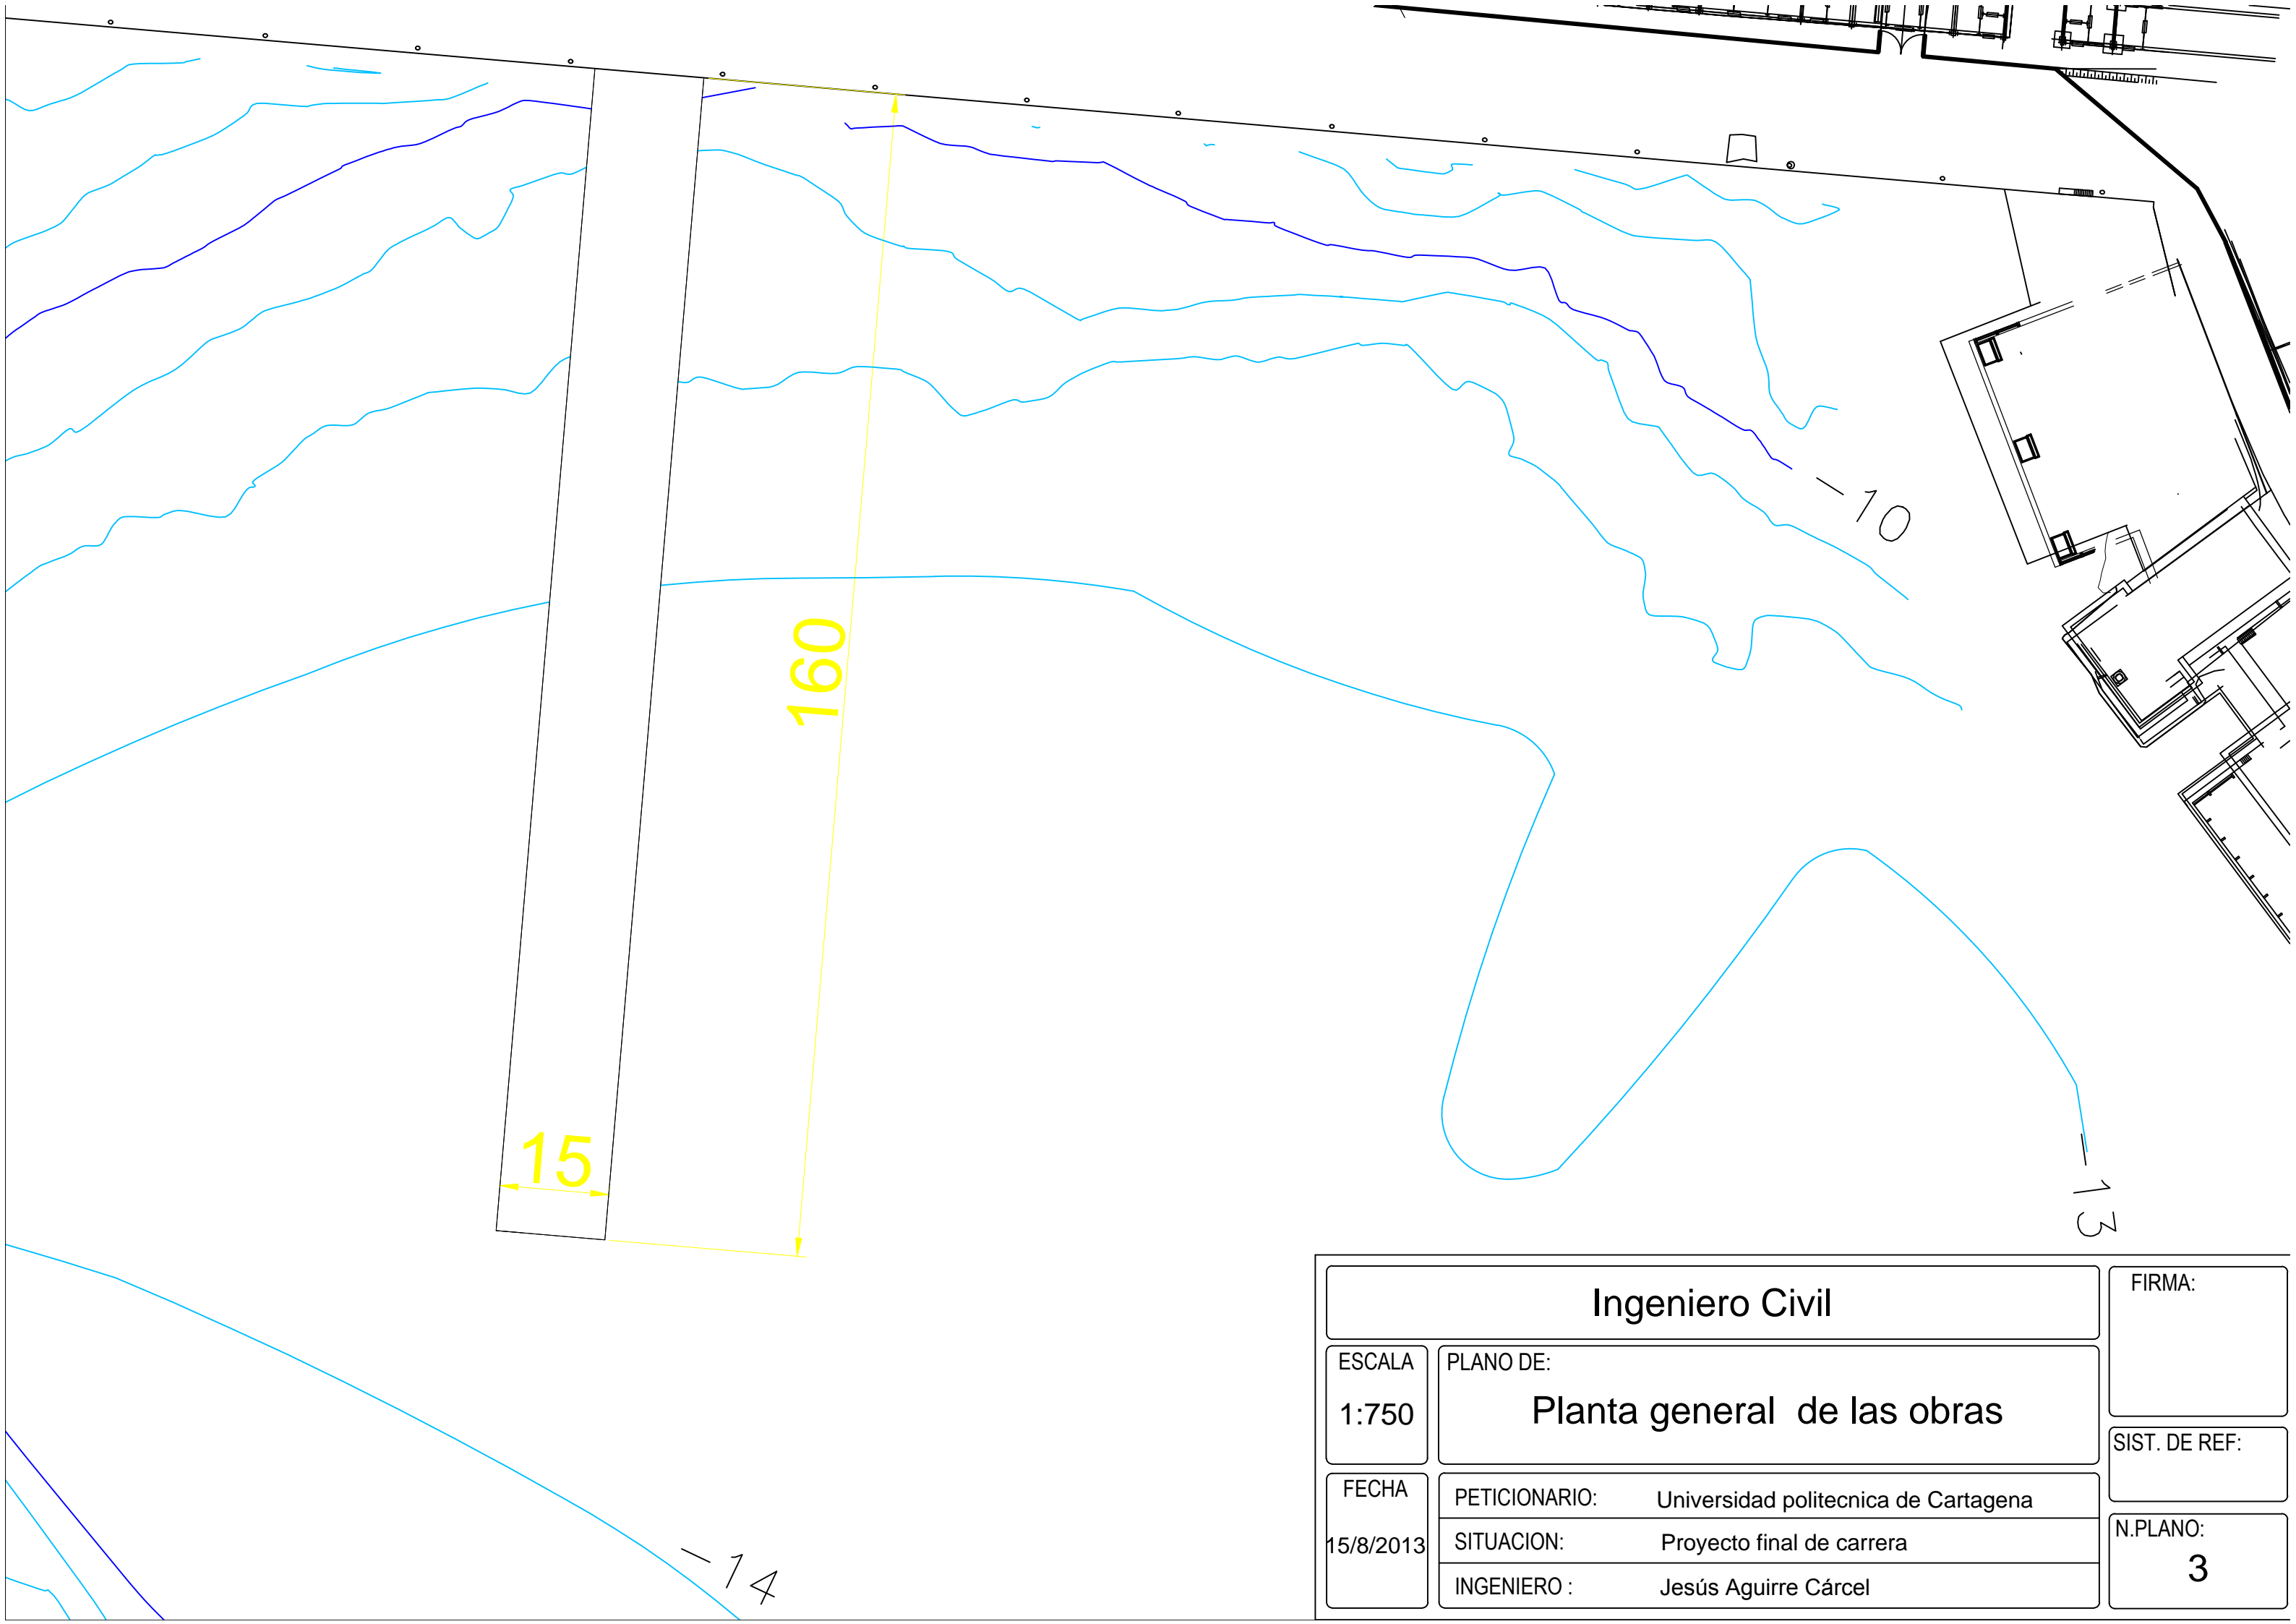 -10
160
15
-13
-14
Ingeniero Civil
FIRMA:
ESCALA
1:750
PLANO DE:
Planta general de las obras
SIST. DE REF:
FECHA
15/8/2013
PETICIONARIO: Universidad politecnica de Cartagena
SITUACION: Proyecto final de carrera
INGENIERO : Jesús Aguirre Cárcel
N.PLANO:
3